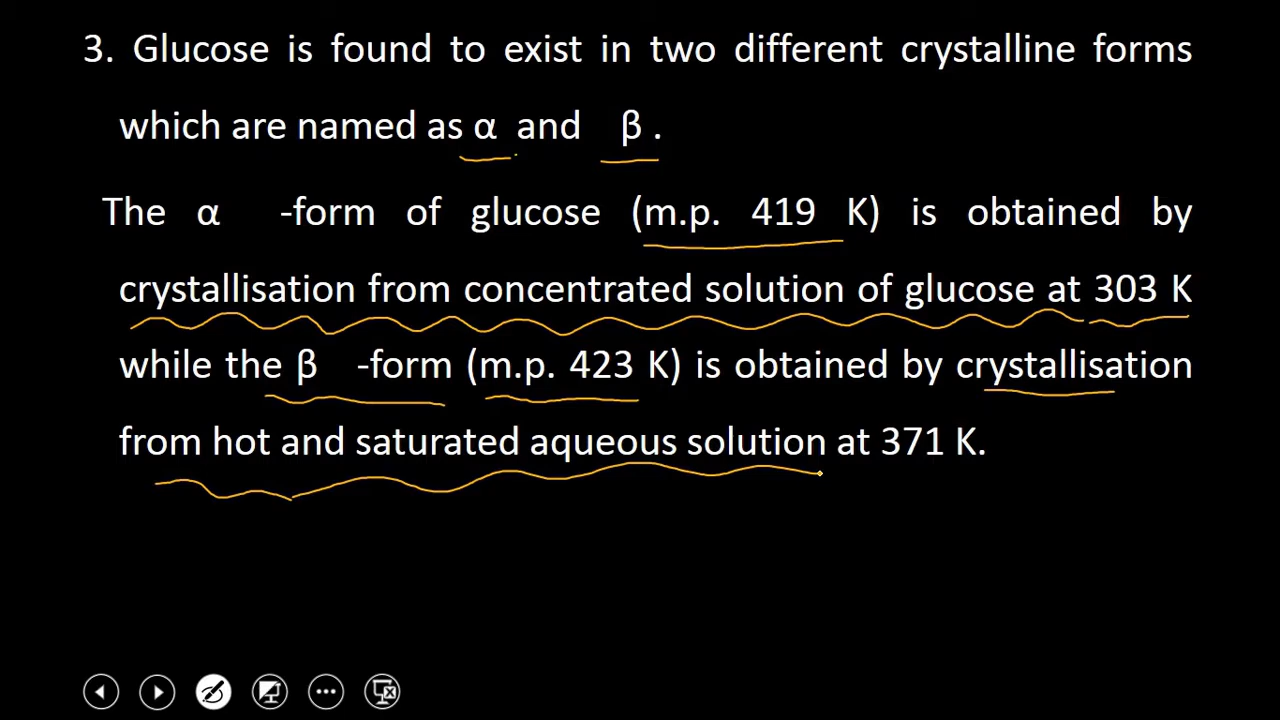 3. Glucose is found to exist in two different crystalline forms
which are named as α and β .
The α -form of glucose (m.p. 419 K) is obtained by
crystallisation from concentrated solution of glucose at 303 K
while the β -form (m.p. 423 K) is obtained by crystallisation
from hot and saturated aqueous solution at 371 K.